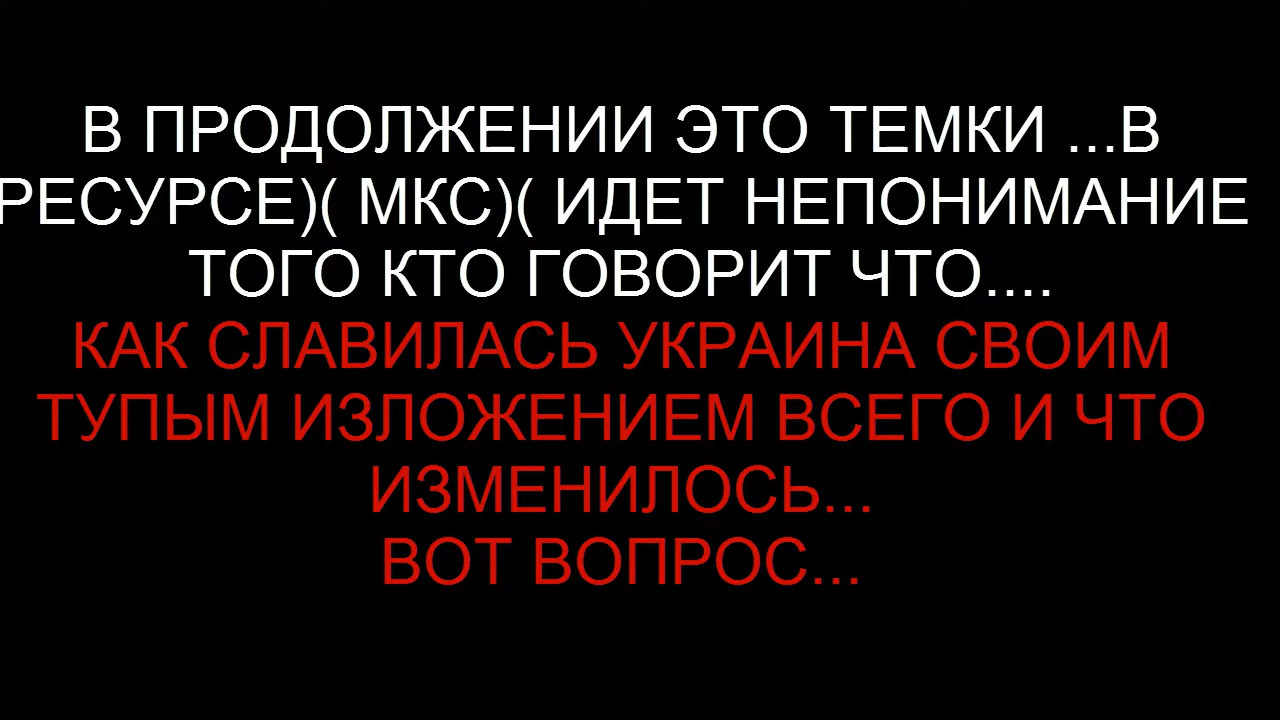 В ПРОДОЛЖЕНИИ ЭТО ТЕМКИ ...В
РЕСУРСЕ)( МКС)( ИДЕТ НЕПОНИМАНИЕ
ТОГО КТО ГОВОРИТ ЧТО....
КАК СЛАВИЛАСЬ УКРАИНА СВОИМ
ТУПЫМ ИЗЛОЖЕНИЕМ ВСЕГО И ЧТО
ИЗМЕНИЛОСЬ...
ВОТ ВОПРОС...